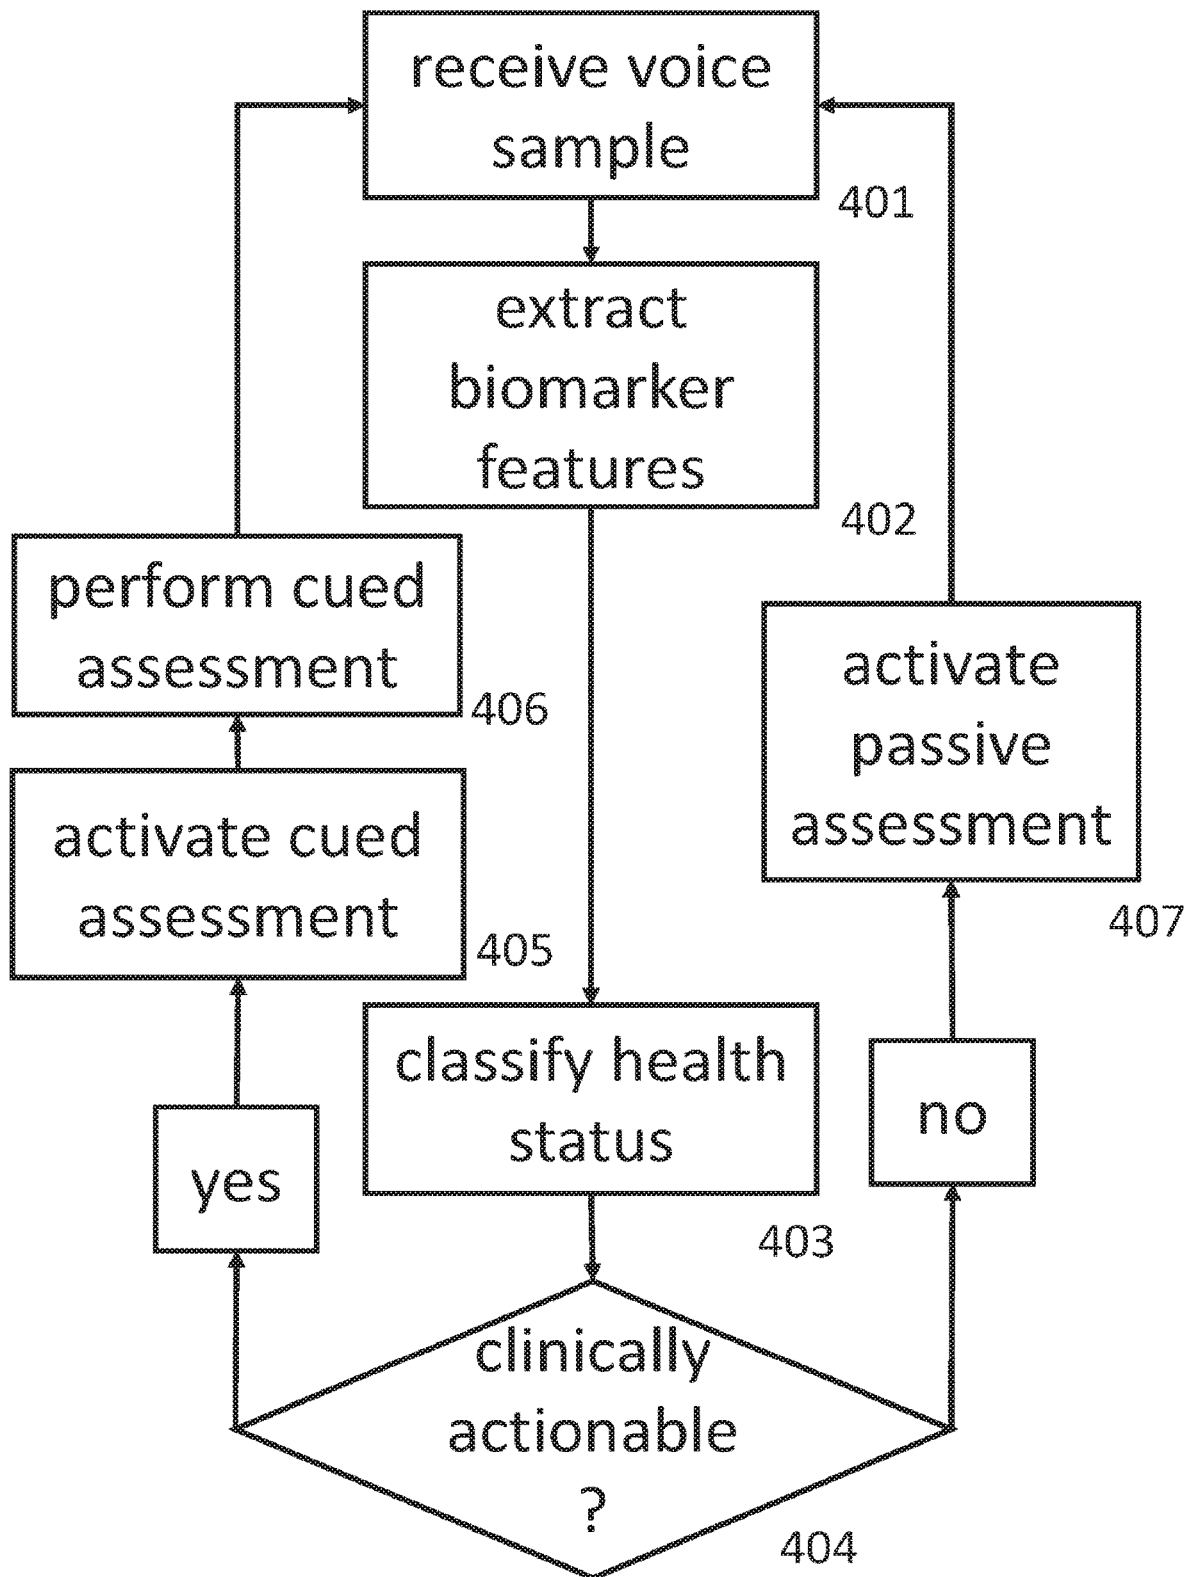 receive voice
sample
401
extract
biomarker
features
402
perform cued
assessment
406
activate
passive
assessment
407
activate cued
assessment
405
classify health
status
403
yes
no
clinically
actionable
?
404